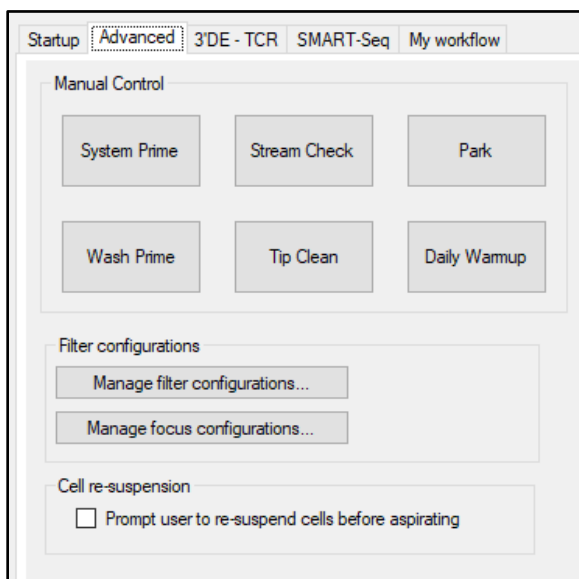 Startup Advanced 3'DE - TCR SMART-Seq My workflow
Manual Control
System Prime Stream Check Park
Wash Prime Tip Clean Daily Warmup
Filter configurations
Manage filter configurations...
Manage focus configurations...
Cell re-suspension
Prompt user to re-suspend cells before aspirating